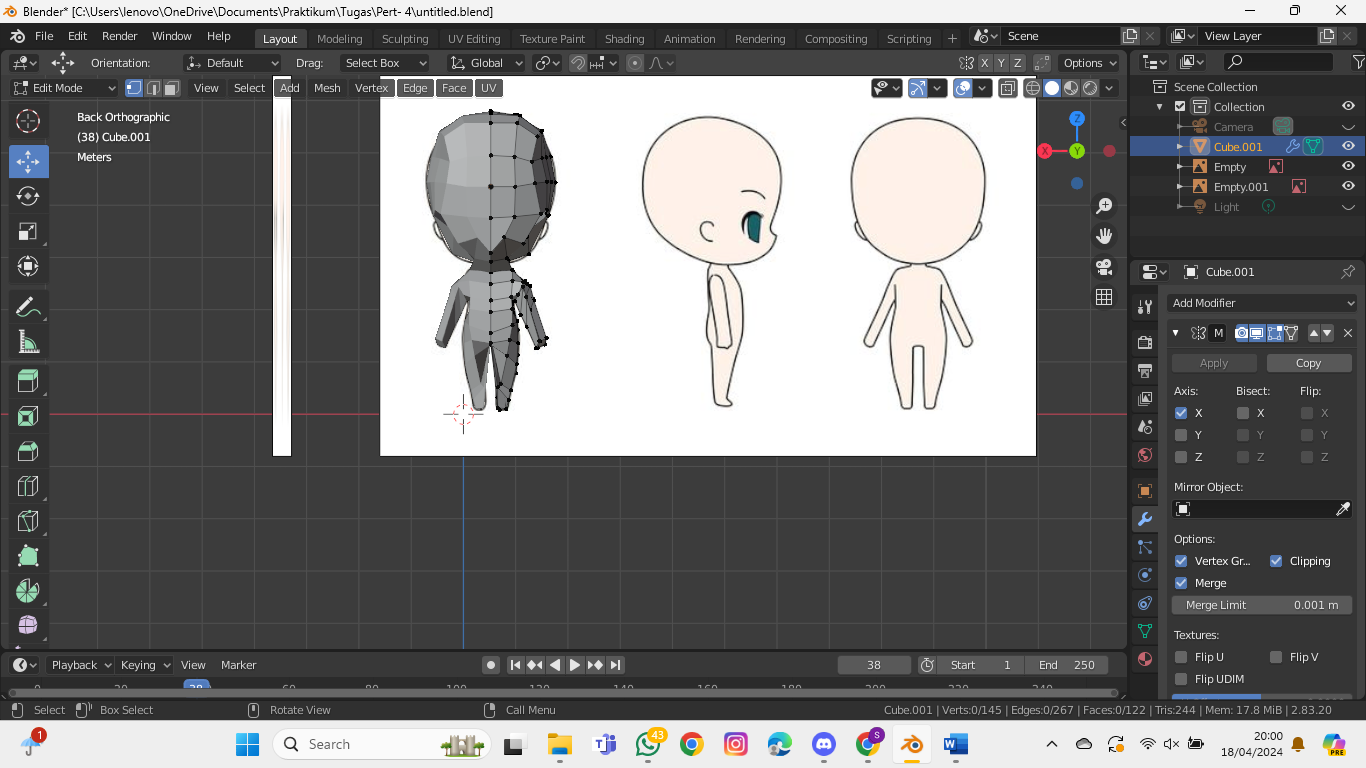 Blender* [C:\Users\lenovo\OneDrive\Documents\Praktikum\Tugas\Pert- 4\untitled.blend]
File Edit Render Window Help Layout Modeling Sculpting UV Editing Texture Paint Shading Animation Rendering Compositing Scripting + Scene View Layer
Orientation: Default Drag: Select Box Global X Y Z Options
Edit Mode View Select Add Mesh Vertex Edge Face UV
Scene Collection
Collection
Camera
Cube.001
Empty
Empty.001
Light
Back Orthographic
(38) Cube.001
Meters
Z
X
Y
Cube.001
Add Modifier
M
Apply Copy
Axis: Bisect: Flip:
X X X
Y Y Y
Z Z Z
Mirror Object:
Options:
Vertex Gr... Clipping
Merge
Merge Limit 0.001 m
Textures:
Flip U Flip V
Flip UDIM
Playback Keying View Marker 38 Start 1 End 250
Select Box Select Rotate View Call Menu Cube.001 | Verts:0/145 | Edges:0/267 | Faces:0/122 | Tris:244 | Mem: 17.8 MiB | 2.83.20
1 Search 43 S 20:00
18/04/2024
PRE